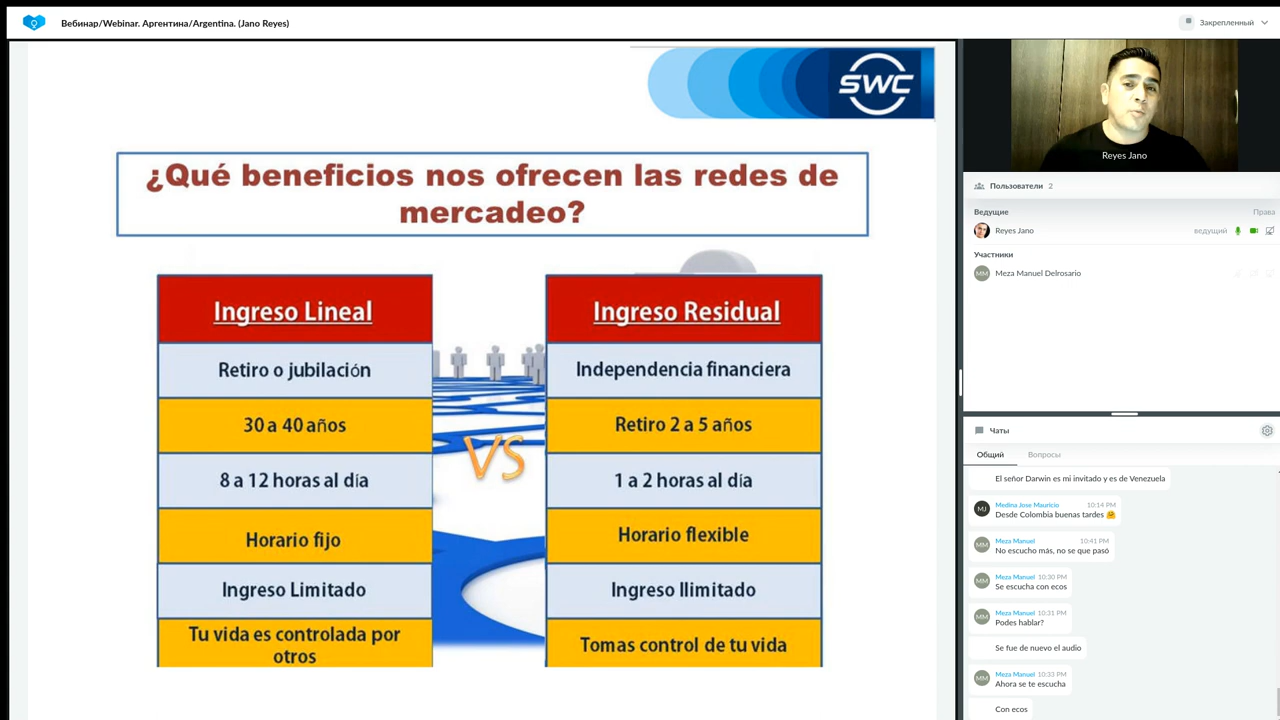 Вебинар/Webinar. Аргентина/Argentina. (Jano Reyes)
Закрепленный
SWC
¿Qué beneficios nos ofrecen las redes de
mercadeo?
Ingreso Lineal
Retiro o jubilación
30 a 40 años
8 a 12 horas al día
Horario fijo
Ingreso Limitado
Tu vida es controlada por
otros
VS
Ingreso Residual
Independencia financiera
Retiro 2 a 5 años
1 a 2 horas al día
Horario flexible
Ingreso Ilimitado
Tomas control de tu vida
Reyes Jano
Пользователи 2
Ведущие Права
Reyes Jano ведущий
Участники
MM Meza Manuel Delrosario
Чаты
Общий Вопросы
El señor Darwin es mi invitado y es de Venezuela
MJ Medina Jose Mauricio 10:14 PM
Desde Colombia buenas tardes 🤗
MM Meza Manuel 10:41 PM
No escucho más, no se que pasó
MM Meza Manuel 10:30 PM
Se escucha con ecos
MM Meza Manuel 10:31 PM
Podes hablar?
Se fue de nuevo el audio
MM Meza Manuel 10:33 PM
Ahora se te escucha
Con ecos